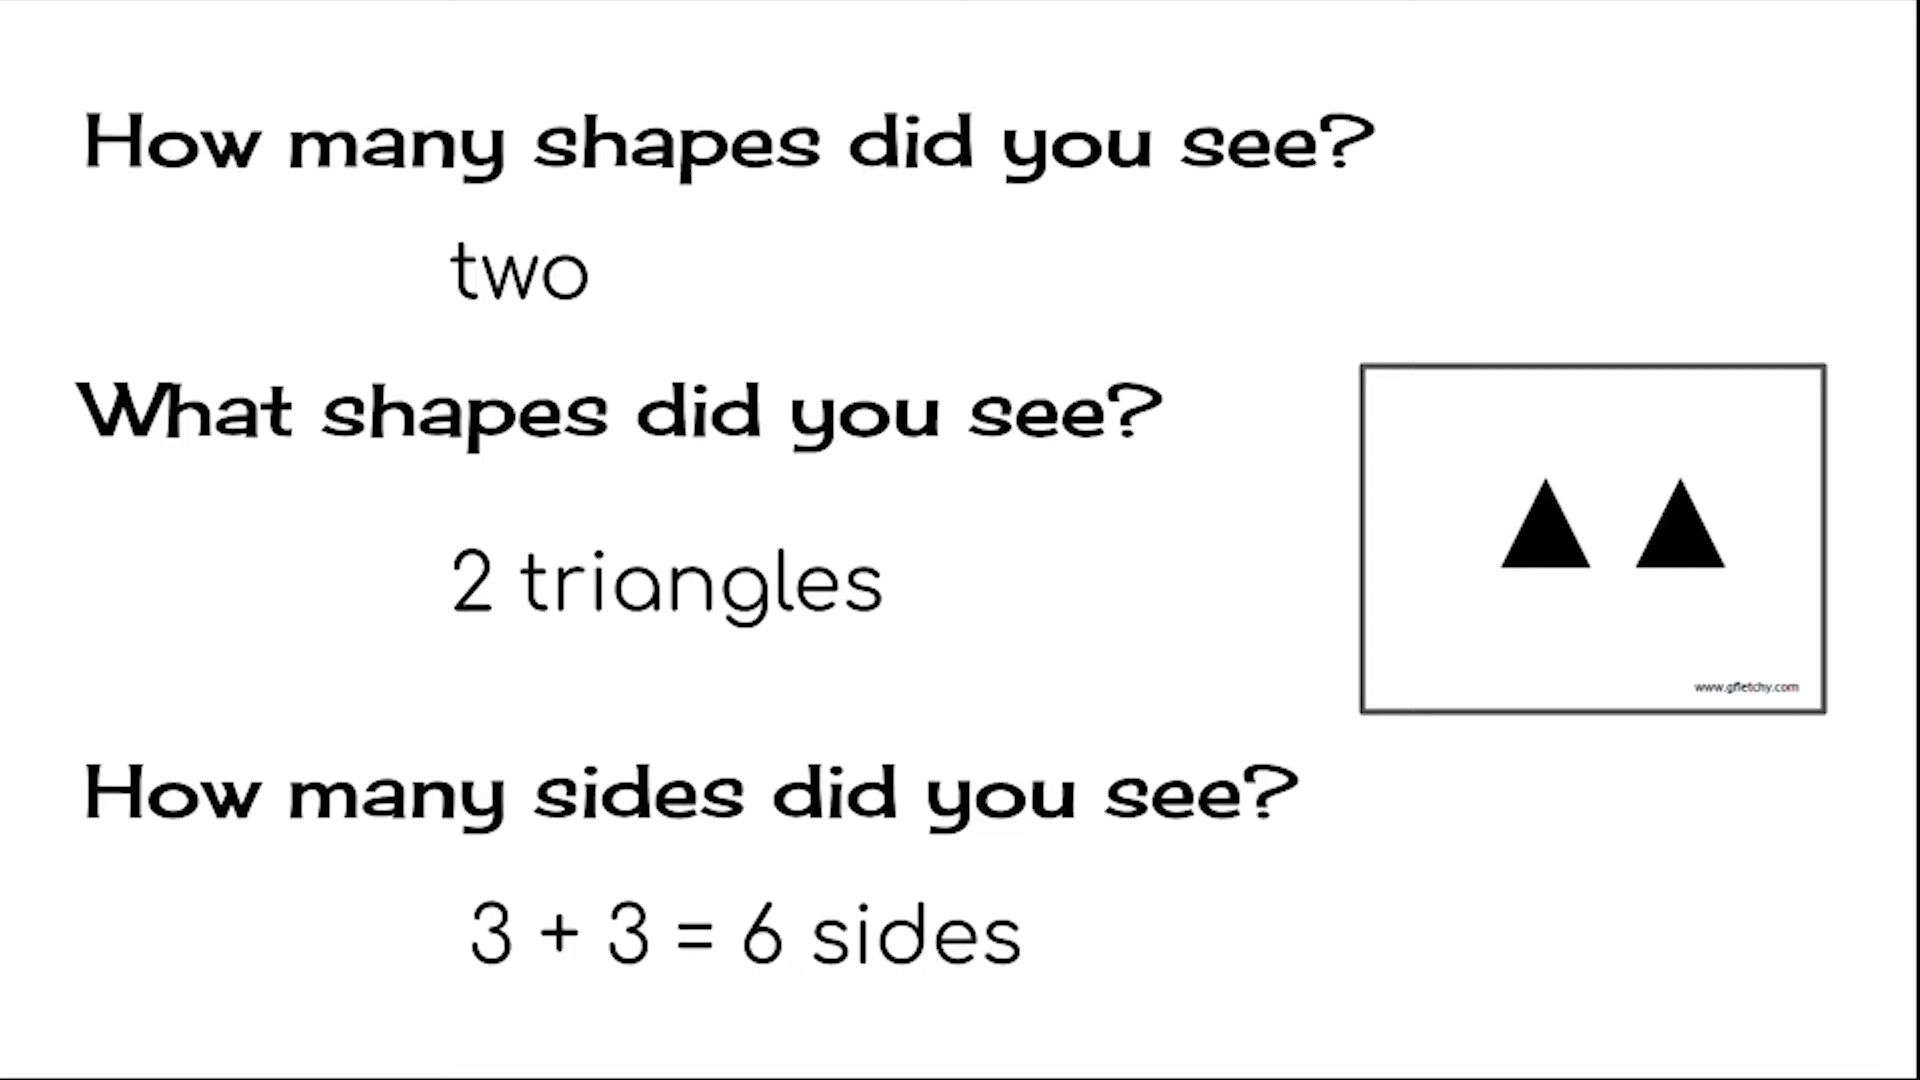 How many shapes did you see?
two
What shapes did you see?
2 triangles
www.gfletchy.com
How many sides did you see?
3 + 3 = 6 sides